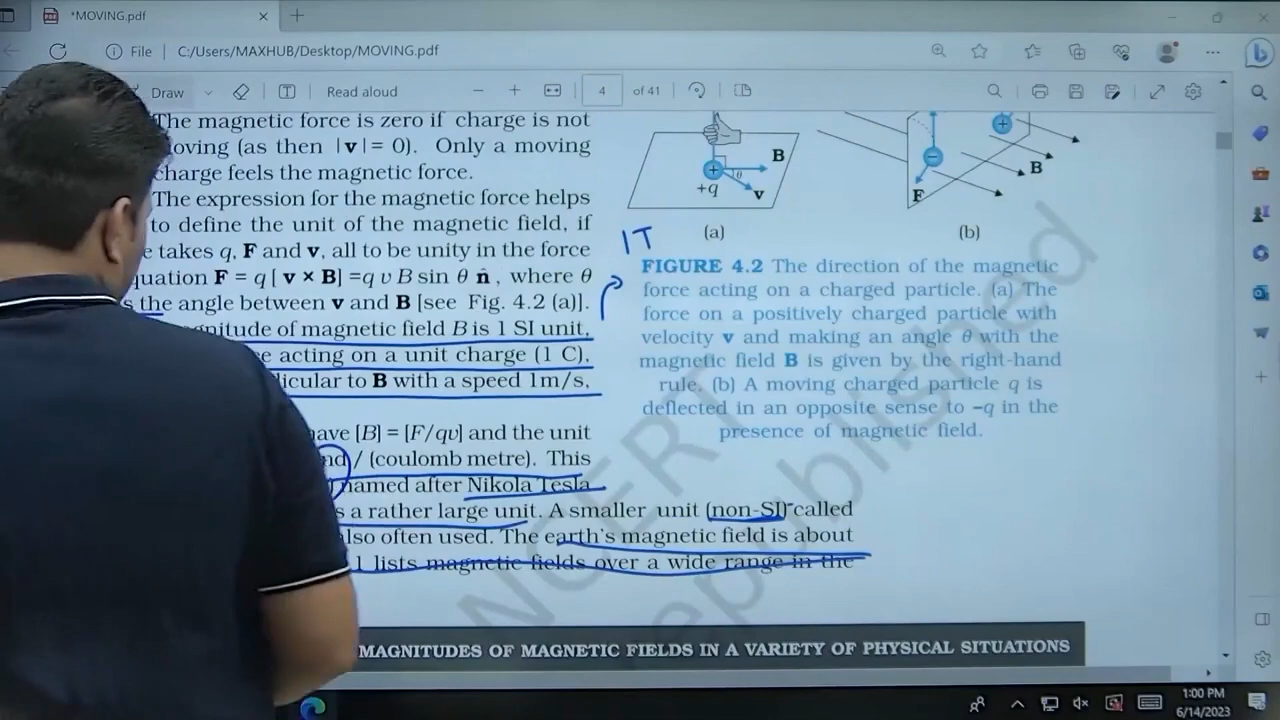 *MOVING.pdf
File C:/Users/MAXHUB/Desktop/MOVING.pdf
Draw Read aloud 4 of 41
The magnetic force is zero if charge is not
moving (as then |v| = 0). Only a moving
charge feels the magnetic force.
The expression for the magnetic force helps
to define the unit of the magnetic field, if
takes q, F and v, all to be unity in the force
equation F = q [ v × B] =q v B sin θ n̂ , where θ
the angle between v and B [see Fig. 4.2 (a)].
magnitude of magnetic field B is 1 SI unit,
acting on a unit charge (1 C),
to B with a speed 1m/s,
have [B] = [F/qv] and the unit
/ (coulomb metre). This
named after Nikola Tesla
a rather large unit. A smaller unit (non-SI) called
also often used. The earth's magnetic field is about
1 lists magnetic fields over a wide range in the
B
θ
+q
v
(a)
F
B
(b)
1T
FIGURE 4.2 The direction of the magnetic
force acting on a charged particle. (a) The
force on a positively charged particle with
velocity v and making an angle θ with the
magnetic field B is given by the right-hand
rule. (b) A moving charged particle q is
deflected in an opposite sense to –q in the
presence of magnetic field.
NCERT
republished
MAGNITUDES OF MAGNETIC FIELDS IN A VARIETY OF PHYSICAL SITUATIONS
1:00 PM
6/14/2023